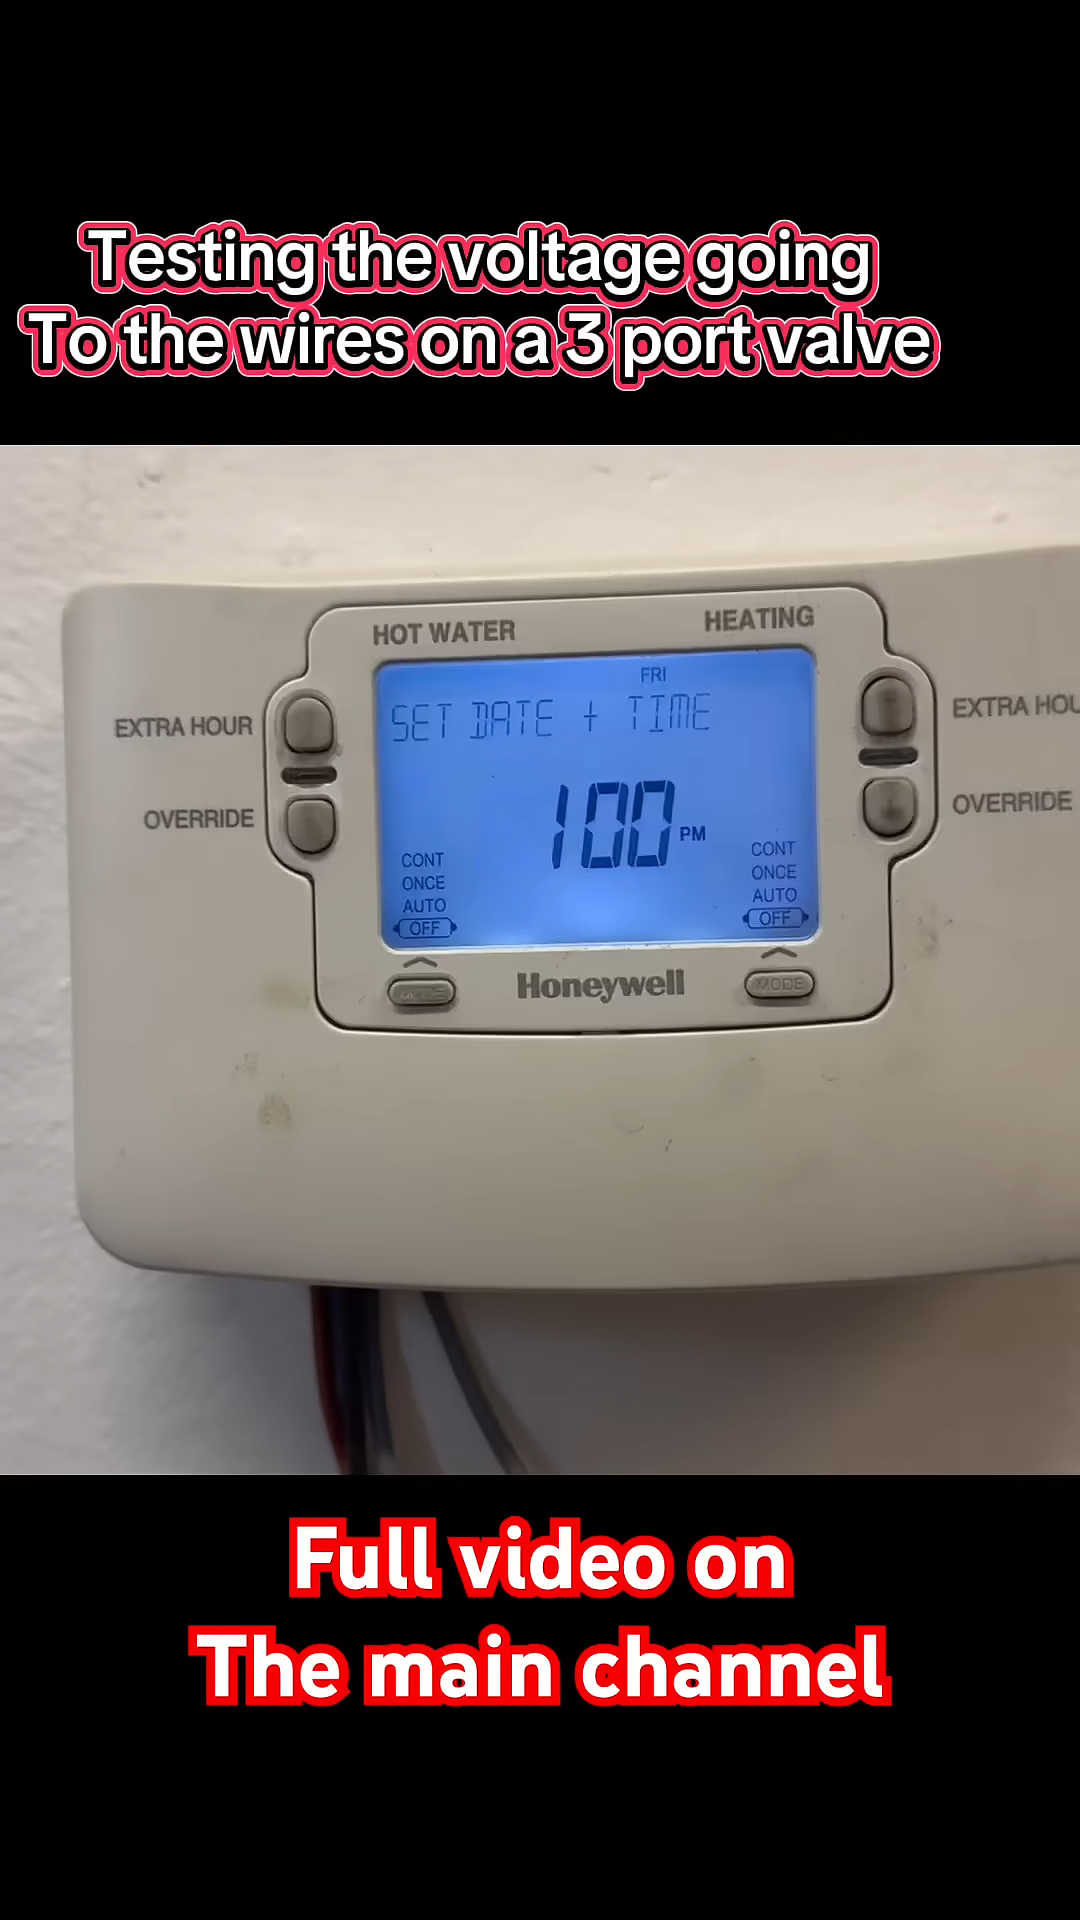 Testing the voltage going
To the wires on a 3 port valve
HOT WATER
HEATING
FRI
SET DATE + TIME
EXTRA HOUR
EXTRA HOU
OVERRIDE
OVERRIDE
100 PM
CONT
ONCE
AUTO
OFF
CONT
ONCE
AUTO
OFF
MODE
Honeywell
MODE
Full video on
The main channel